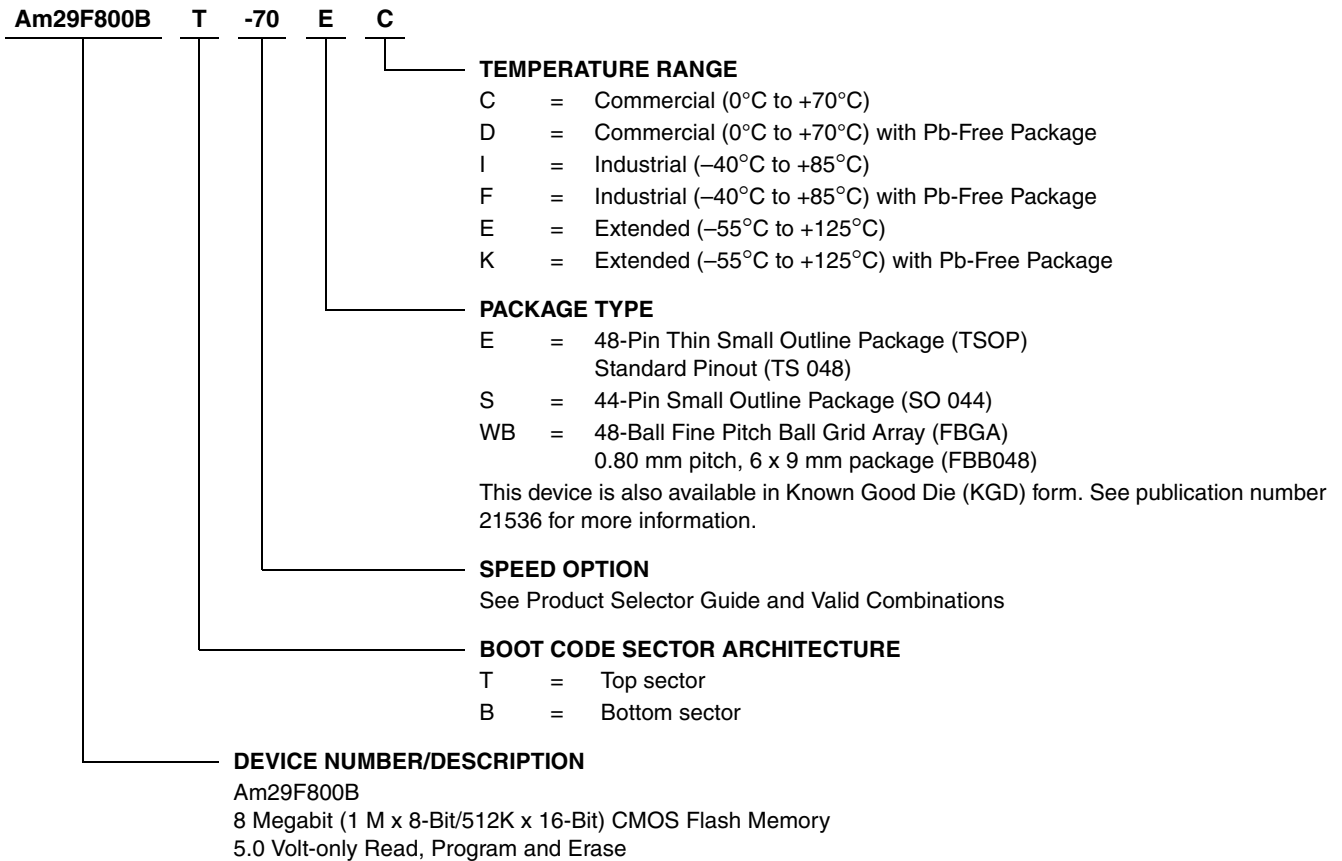 Am29F800B T -70 E C
TEMPERATURE RANGE
C = Commercial (0°C to +70°C)
D = Commercial (0°C to +70°C) with Pb-Free Package
I = Industrial (–40°C to +85°C)
F = Industrial (–40°C to +85°C) with Pb-Free Package
E = Extended (–55°C to +125°C)
K = Extended (–55°C to +125°C) with Pb-Free Package
PACKAGE TYPE
E = 48-Pin Thin Small Outline Package (TSOP)
Standard Pinout (TS 048)
S = 44-Pin Small Outline Package (SO 044)
WB = 48-Ball Fine Pitch Ball Grid Array (FBGA)
0.80 mm pitch, 6 x 9 mm package (FBB048)
This device is also available in Known Good Die (KGD) form. See publication number
21536 for more information.
SPEED OPTION
See Product Selector Guide and Valid Combinations
BOOT CODE SECTOR ARCHITECTURE
T = Top sector
B = Bottom sector
DEVICE NUMBER/DESCRIPTION
Am29F800B
8 Megabit (1 M x 8-Bit/512K x 16-Bit) CMOS Flash Memory
5.0 Volt-only Read, Program and Erase